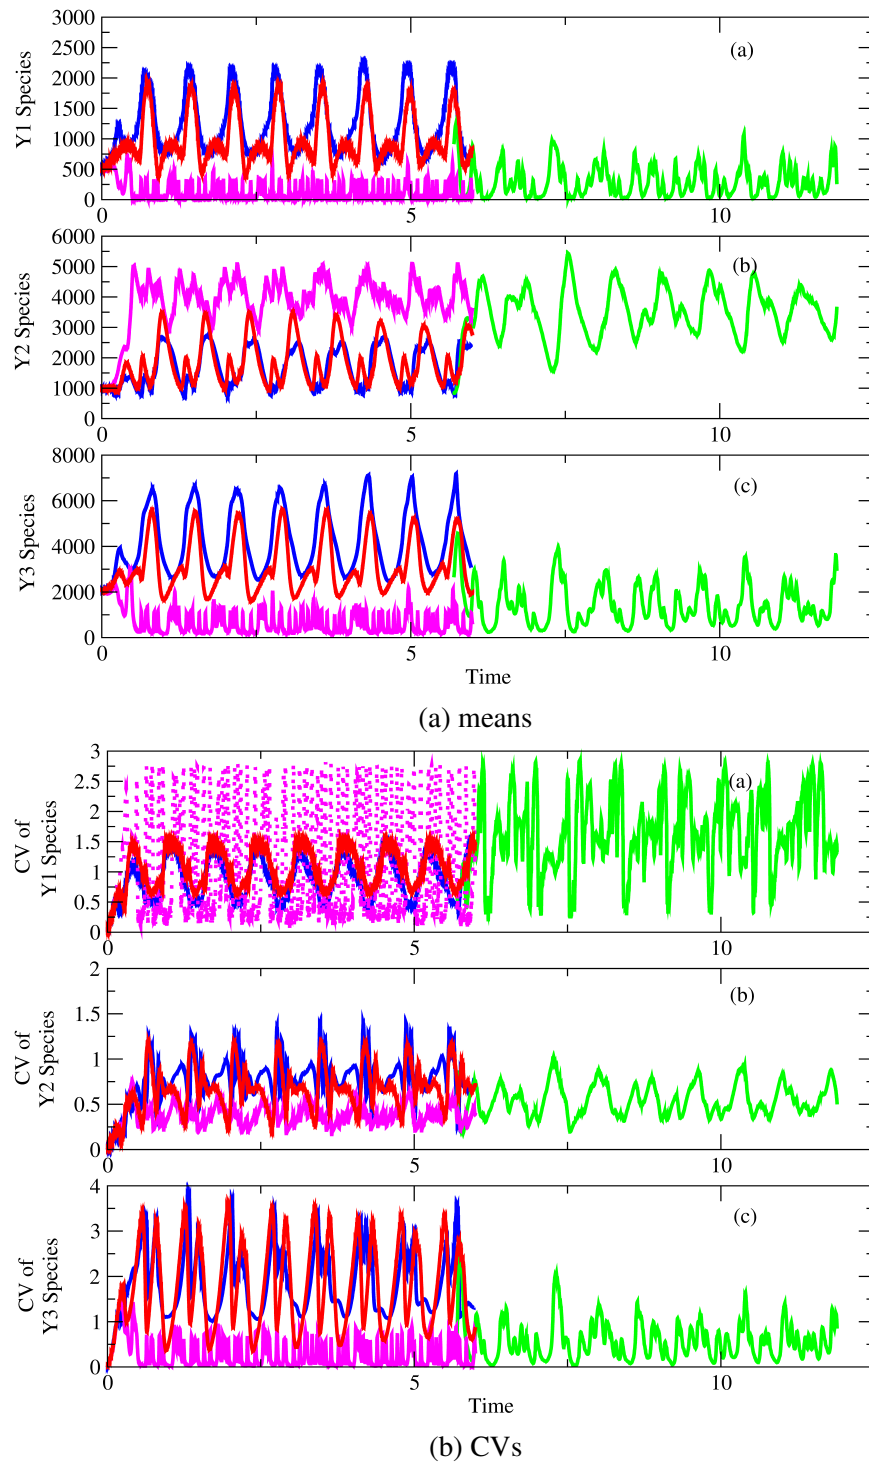 3000
2500
2000
1500
1000
500
0
Y1 Species
(a)
0
5
10
6000
5000
4000
3000
2000
1000
0
Y2 Species
(b)
0
5
10
8000
6000
4000
2000
0
Y3 Species
(c)
0
5
10
Time
(a) means
3
2.5
2
1.5
1
0.5
0
CV of
Y1 Species
(a)
0
5
10
2
1.5
1
0.5
0
CV of
Y2 Species
(b)
0
5
10
4
3
2
1
0
CV of
Y3 Species
(c)
0
5
10
Time
(b) CVs